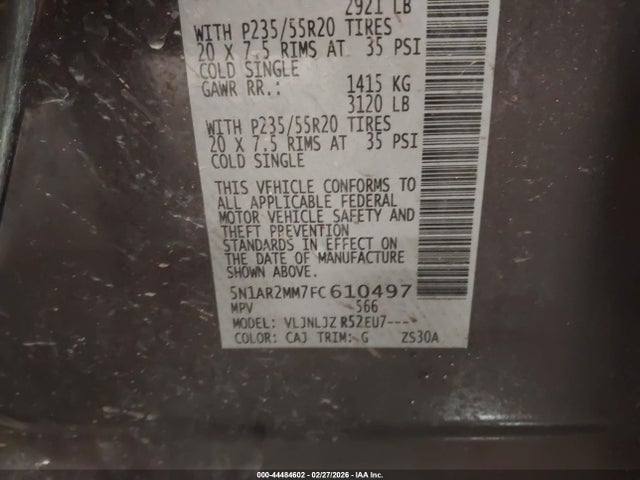 2921 LB
WITH P235/55R20 TIRES
20 X 7.5 RIMS AT 35 PSI
COLD SINGLE
GAWR RR.: 1415 KG
3120 LB
WITH P235/55R20 TIRES
20 X 7.5 RIMS AT 35 PSI
COLD SINGLE
THIS VEHICLE CONFORMS TO
ALL APPLICABLE FEDERAL
MOTOR VEHICLE SAFETY AND
THEFT PREVENTION
STANDARDS IN EFFECT ON
THE DATE OF MANUFACTURE
SHOWN ABOVE.
5N1AR2MM7FC610497
MPV 566
MODEL: VLJNLJZ R52EU7---
COLOR: CAJ TRIM: G ZS30A
000-44484602 - 02/27/2026 - IAA Inc.